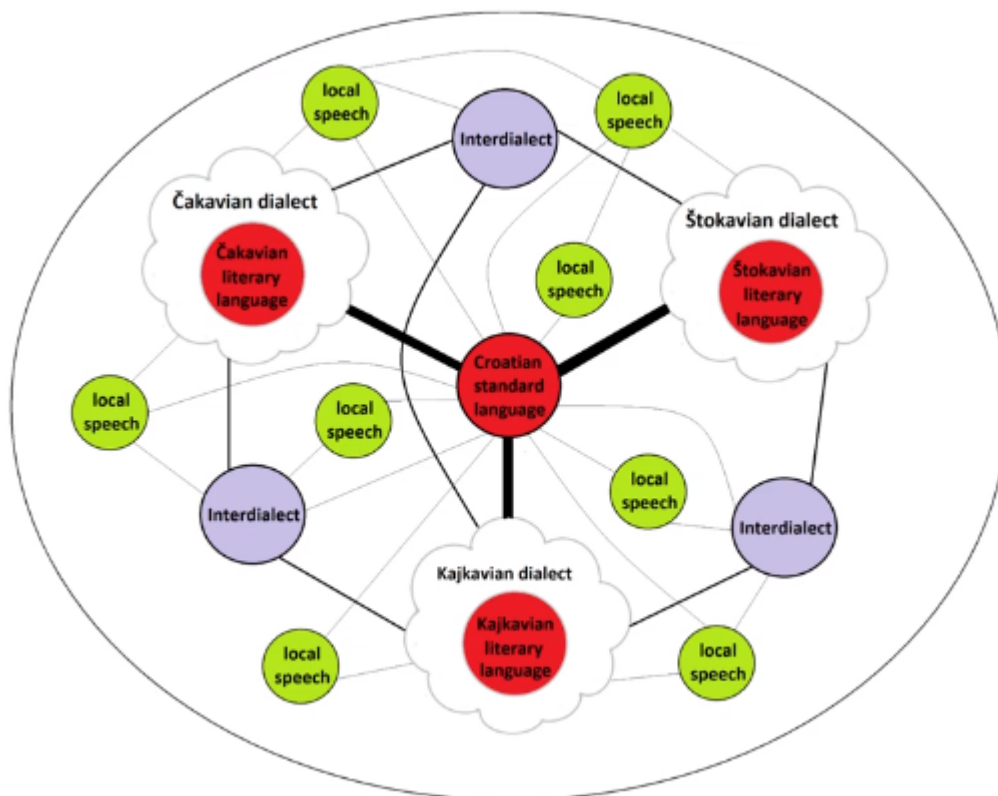 local
speech
local
speech
Interdialect
Čakavian dialect
Čakavian
literary
language
Štokavian dialect
Štokavian
literary
language
local
speech
Croatian
standard
language
local
speech
local
speech
local
speech
Interdialect
Interdialect
Kajkavian dialect
Kajkavian
literary
language
local
speech
local
speech